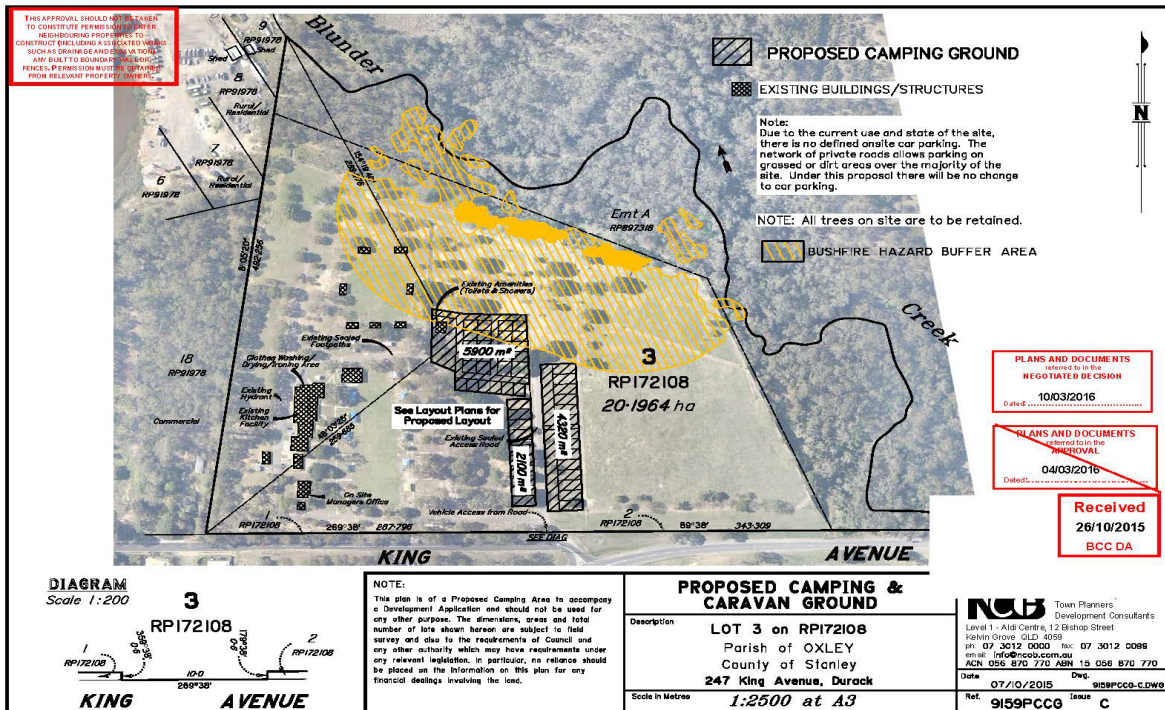 THIS APPROVAL SHOULD NOT BE TAKEN
TO CONSTITUTE PERMISSION TO ENTER
NEIGHBOURING PROPERTIES TO
CONSTRUCT (INCLUDING ASSOCIATED WORKS
SUCH AS DRAINAGE AND EXCAVATION)
ANY BUILT TO BOUNDARY WALL OR
FENCES. PERMISSION MUST BE OBTAINED
FROM RELEVANT PROPERTY OWNERS.
9
RP91978
Shed
Shed
8
RP91978
Rural/
Residential
7
RP91978
Rural/
Residential
6
RP91978
Blunder
Creek
PROPOSED CAMPING GROUND
EXISTING BUILDINGS/STRUCTURES
Note:
Due to the current use and state of the site,
there is no defined onsite car parking. The
network of private roads allows parking on
grassed or dirt areas over the majority of the
site. Under this proposal there will be no change
to car parking.
NOTE: All trees on site are to be retained.
BUSHFIRE HAZARD BUFFER AREA
N
Emt A
RP897318
8°05'20"
492·256
Existing Amenities
(Toilets & Showers)
Existing Sealed
Footpaths
Clothes Washing/
Drying/Ironing Area
Existing
Hydrant
Existing
Kitchen
Facility
18
RP91978
Commercial
5900 m²
See Layout Plans for
Proposed Layout
Existing Sealed
Access Road
2100 m²
4320 m²
3
RP172108
20·1964 ha
On Site
Managers Office
Vehicle Access from Road
1
RP172108
269°38'
287·796
SEE DIAG
2
RP172108
89°38'
343·309
KING
AVENUE
PLANS AND DOCUMENTS
referred to in the
NEGOTIATED DECISION
Dated: 10/03/2016
PLANS AND DOCUMENTS
referred to in the
APPROVAL
Dated: 04/03/2016
Received
26/10/2015
BCC DA
DIAGRAM
Scale 1:200
3
RP172108
1
RP172108
359°38'
0·6
179°38'
0·6
2
RP172108
10·0
269°38'
KING
AVENUE
NOTE:
This plan is of a Proposed Camping Area to accompany
a Development Application and should not be used for
any other purpose. The dimensions, areas and total
number of lots shown hereon are subject to field
survey and also to the requirements of Council and
any other authority which may have requirements under
any relevant legislation. In particular, no reliance should
be placed on the information on this plan for any
financial dealings involving the land.
PROPOSED CAMPING &
CARAVAN GROUND
Description
LOT 3 on RP172108
Parish of OXLEY
County of Stanley
247 King Avenue, Durack
Scale in Metres
1:2500 at A3
Town Planners
Development Consultants
Level 1 - Aldi Centre, 12 Bishop Street
Kelvin Grove QLD 4059
ph: 07 3012 0000 fax: 07 3012 0099
email: info@ncob.com.au
ACN 056 870 770 ABN 15 056 870 770
Date
07/10/2015
Dwg.
9159PCCG-C.DWG
Ref.
9159PCCG
Issue
C